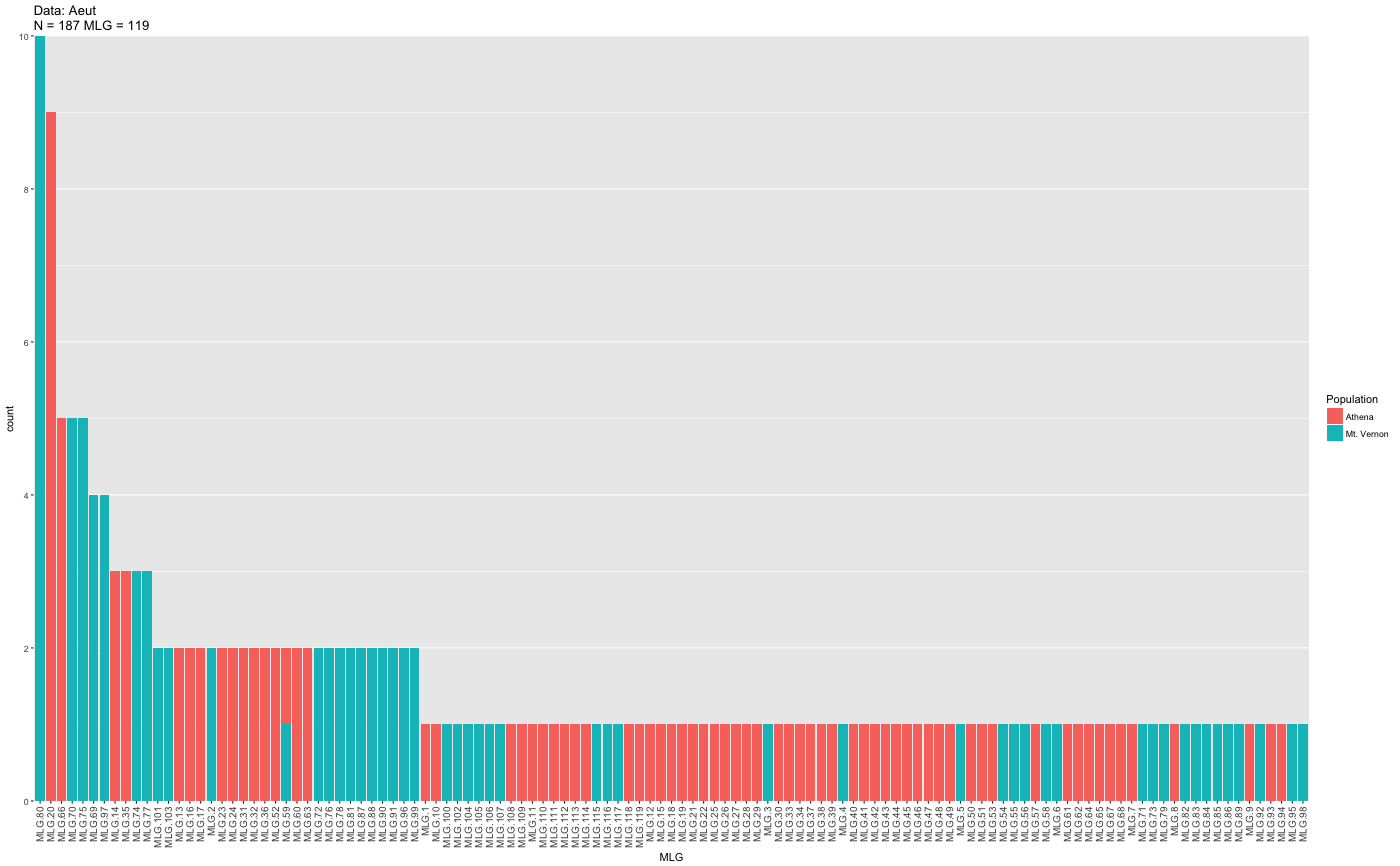 Data: Aeut
N = 187 MLG = 119
10
8
6
4
2
0
count
MLG.80
MLG.20
MLG.66
MLG.70
MLG.75
MLG.69
MLG.97
MLG.14
MLG.35
MLG.74
MLG.77
MLG.101
MLG.103
MLG.13
MLG.16
MLG.17
MLG.2
MLG.23
MLG.24
MLG.31
MLG.32
MLG.36
MLG.52
MLG.59
MLG.60
MLG.63
MLG.72
MLG.76
MLG.78
MLG.81
MLG.87
MLG.88
MLG.90
MLG.91
MLG.96
MLG.99
MLG.1
MLG.10
MLG.100
MLG.102
MLG.104
MLG.105
MLG.106
MLG.107
MLG.108
MLG.109
MLG.11
MLG.110
MLG.111
MLG.112
MLG.113
MLG.114
MLG.115
MLG.116
MLG.117
MLG.118
MLG.119
MLG.12
MLG.15
MLG.18
MLG.19
MLG.21
MLG.22
MLG.25
MLG.26
MLG.27
MLG.28
MLG.29
MLG.3
MLG.30
MLG.33
MLG.34
MLG.37
MLG.38
MLG.39
MLG.4
MLG.40
MLG.41
MLG.42
MLG.43
MLG.44
MLG.45
MLG.46
MLG.47
MLG.48
MLG.49
MLG.5
MLG.50
MLG.51
MLG.53
MLG.54
MLG.55
MLG.56
MLG.57
MLG.58
MLG.6
MLG.61
MLG.62
MLG.64
MLG.65
MLG.67
MLG.68
MLG.7
MLG.71
MLG.73
MLG.79
MLG.8
MLG.82
MLG.83
MLG.84
MLG.85
MLG.86
MLG.89
MLG.9
MLG.92
MLG.93
MLG.94
MLG.95
MLG.98
MLG
Population
Athena
Mt. Vernon